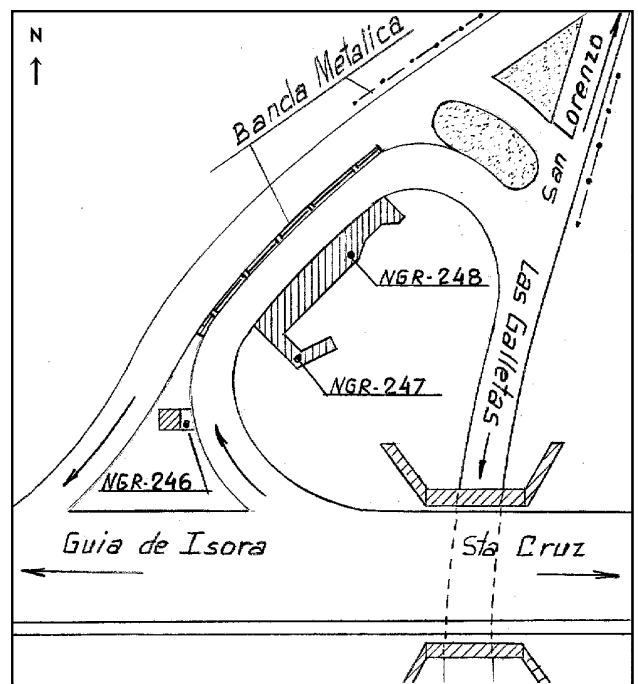 N
Bancla Metalica
San Lorenzo
NGR-248
Las Galletas
NGR-247
NGR-246
Guia de Isora
Sta Cruz